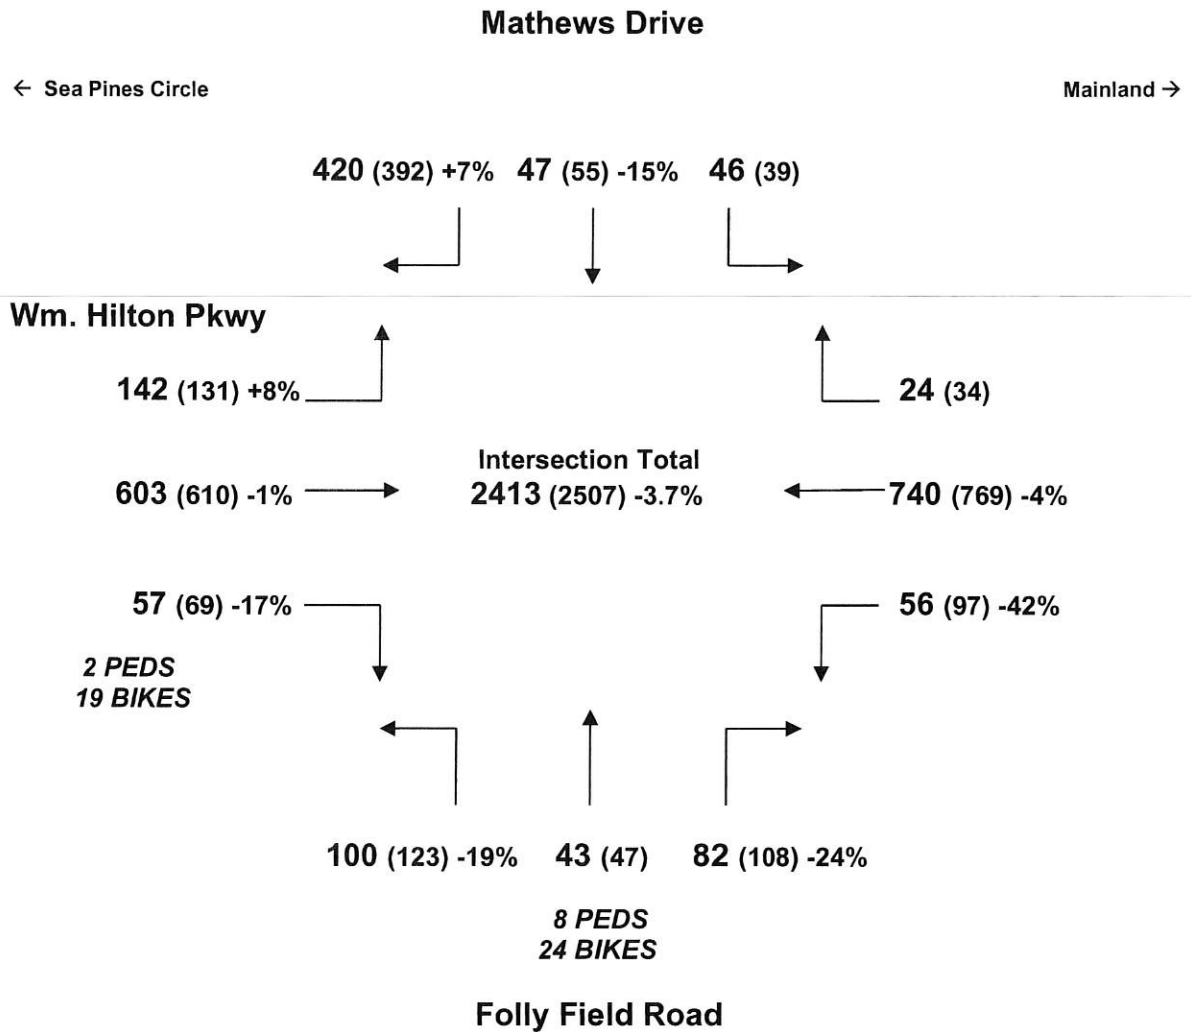 Mathews Drive
← Sea Pines Circle
Mainland →
420 (392) +7% 47 (55) -15% 46 (39)
Wm. Hilton Pkwy
142 (131) +8%
24 (34)
Intersection Total
603 (610) -1%
2413 (2507) -3.7%
740 (769) -4%
57 (69) -17%
56 (97) -42%
2 PEDS
19 BIKES
100 (123) -19% 43 (47) 82 (108) -24%
8 PEDS
24 BIKES
Folly Field Road